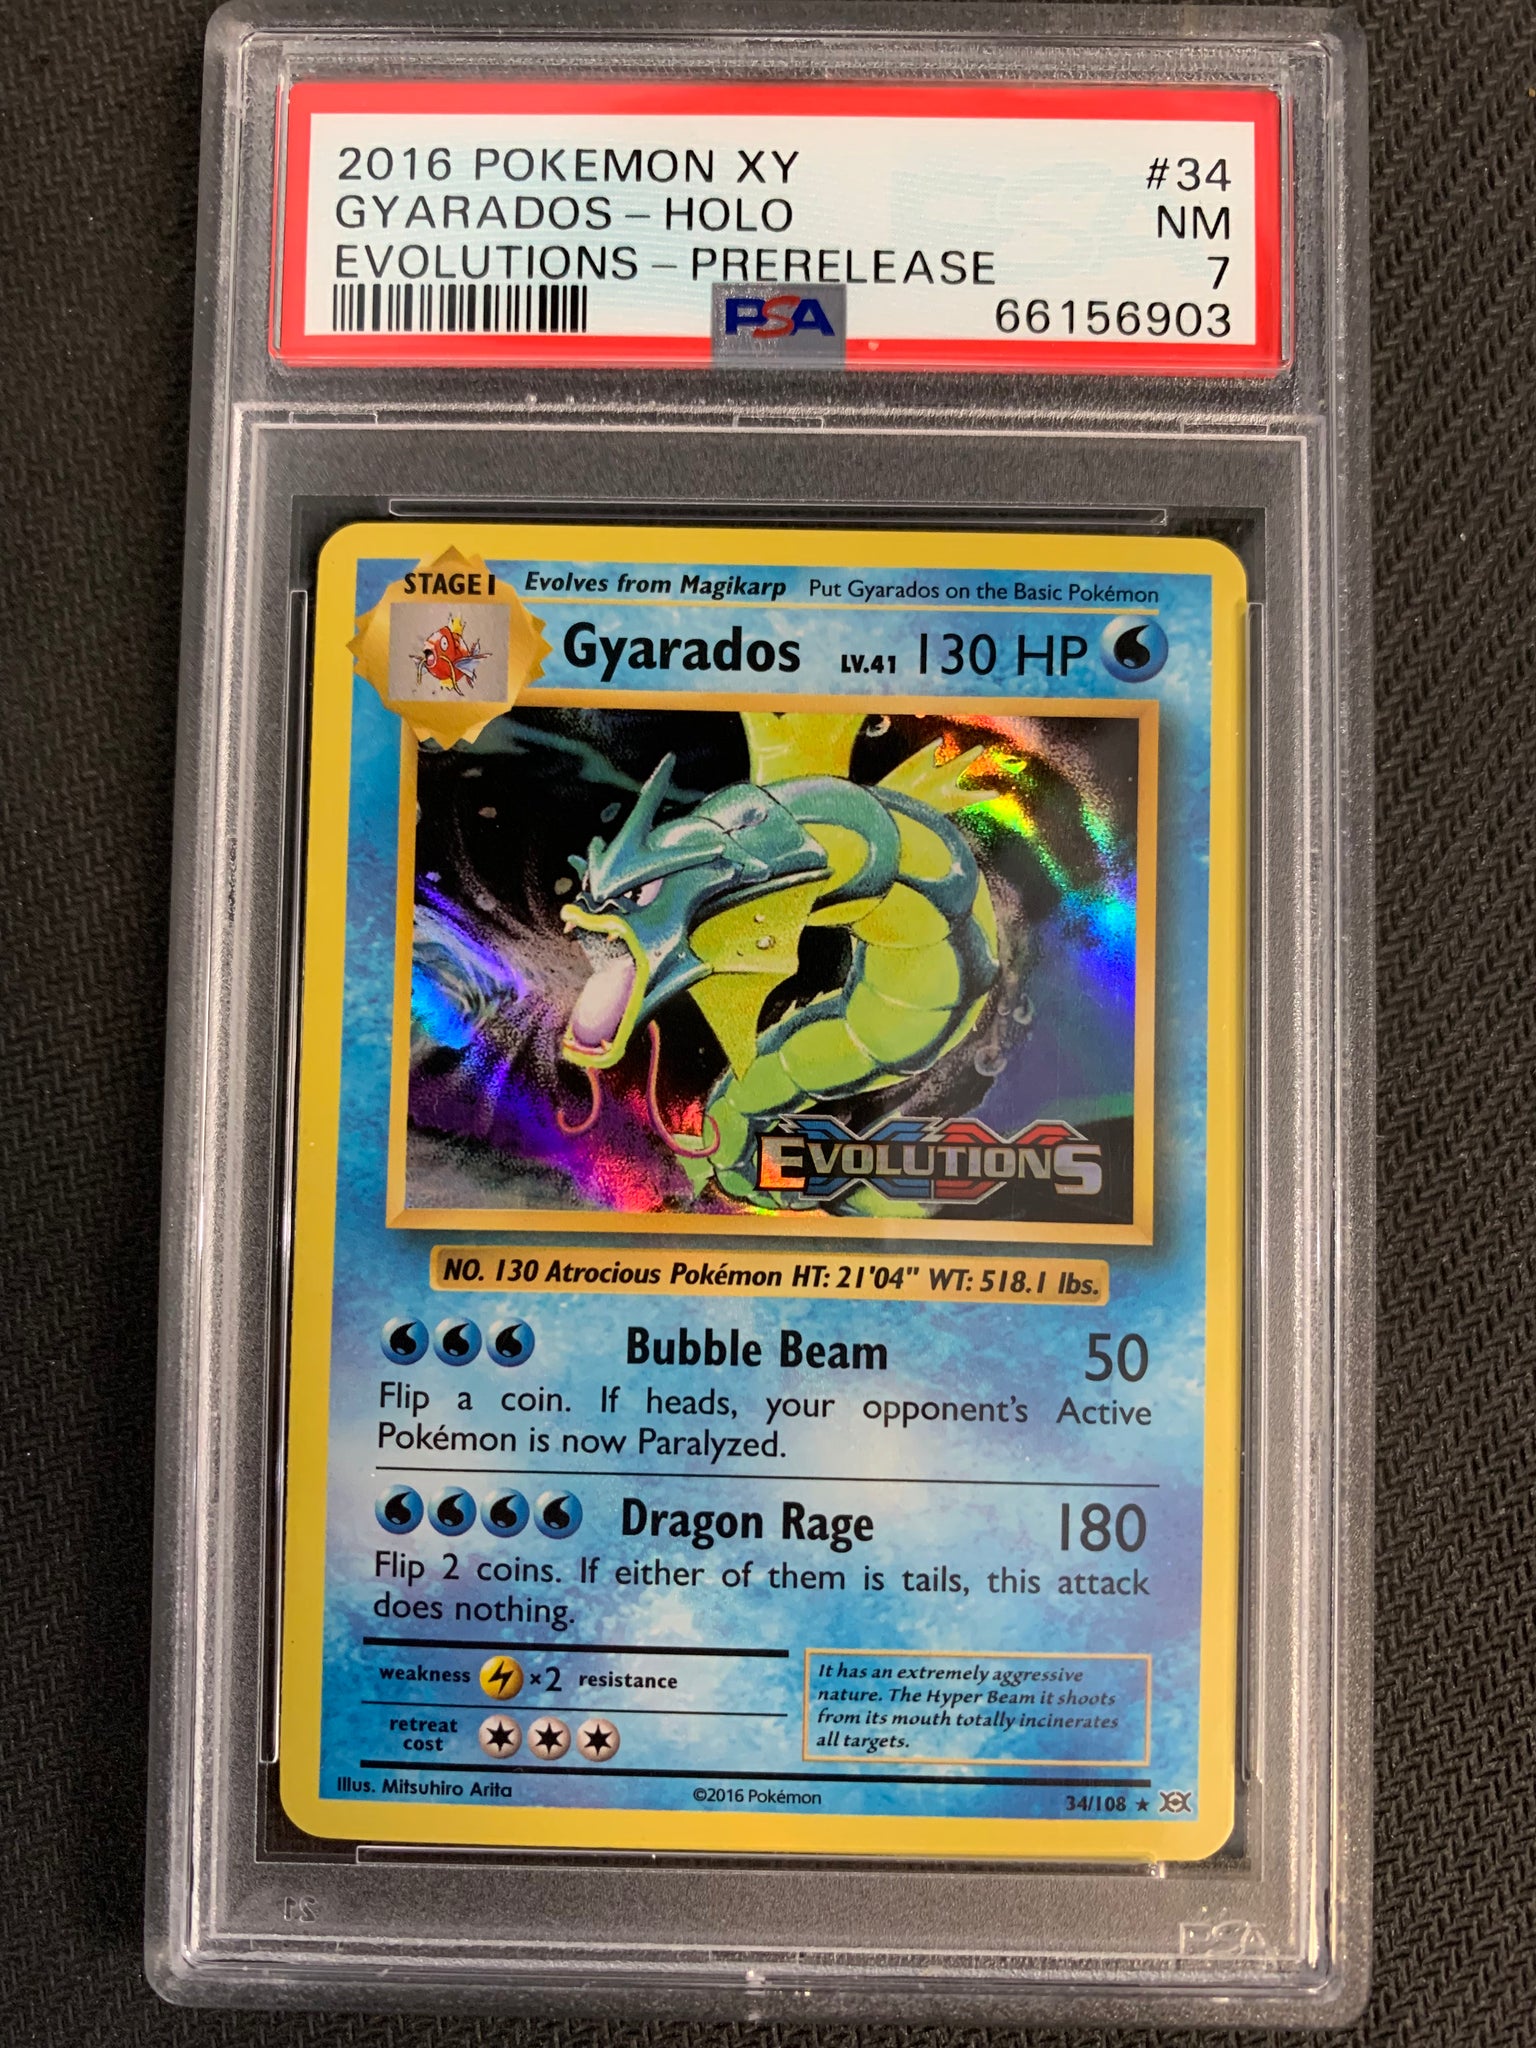 2016 POKEMON XY #34
GYARADOS - HOLO NM
EVOLUTIONS - PRERELEASE 7
PSA 66156903
STAGE 1 Evolves from Magikarp Put Gyarados on the Basic Pokémon
Gyarados LV.41 130 HP
EVOLUTIONS
NO. 130 Atrocious Pokémon HT: 21'04" WT: 518.1 lbs.
Bubble Beam 50
Flip a coin. If heads, your opponent's Active
Pokémon is now Paralyzed.
Dragon Rage 180
Flip 2 coins. If either of them is tails, this attack
does nothing.
weakness ×2 resistance
retreat
cost
It has an extremely aggressive
nature. The Hyper Beam it shoots
from its mouth totally incinerates
all targets.
Illus. Mitsuhiro Arita ©2016 Pokémon 34/108 ★
21 PSA